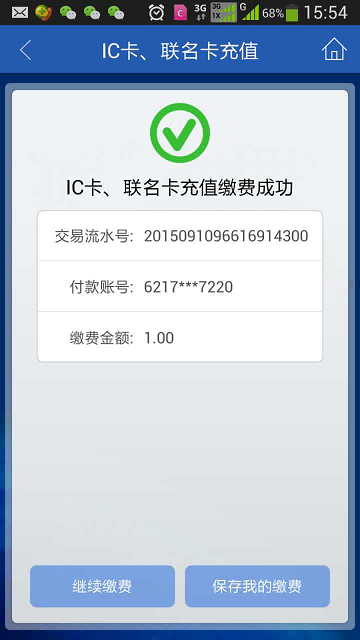 3G 3G 1X G 68% 15:54
IC卡、联名卡充值
IC卡、联名卡充值缴费成功
交易流水号: 2015091096616914300
付款账号: 6217***7220
缴费金额: 1.00
继续缴费 保存我的缴费